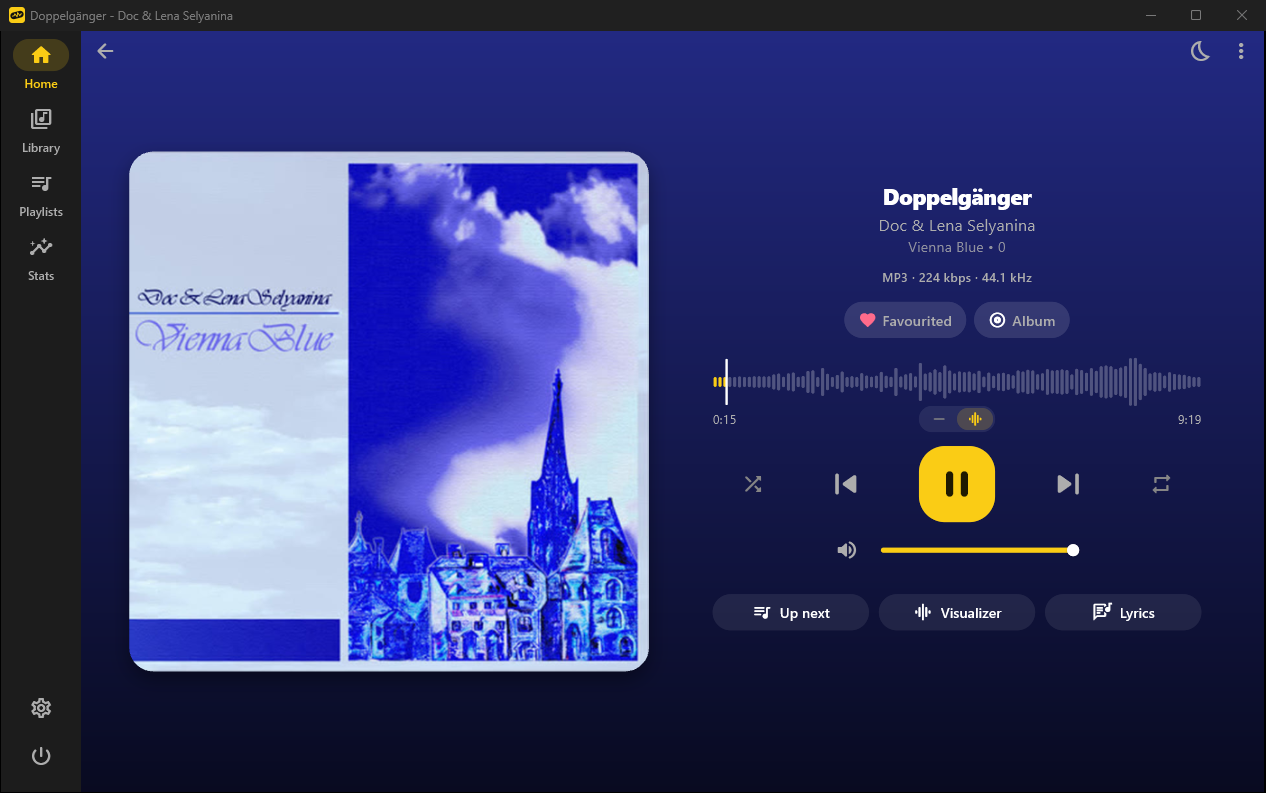 Doppelgänger - Doc & Lena Selyanina
Home
Library
Playlists
Stats
Doc & Lena Selyanina
Vienna Blue
Doppelgänger
Doc & Lena Selyanina
Vienna Blue • 0
MP3 · 224 kbps · 44.1 kHz
Favourited
Album
0:15
9:19
Up next
Visualizer
Lyrics